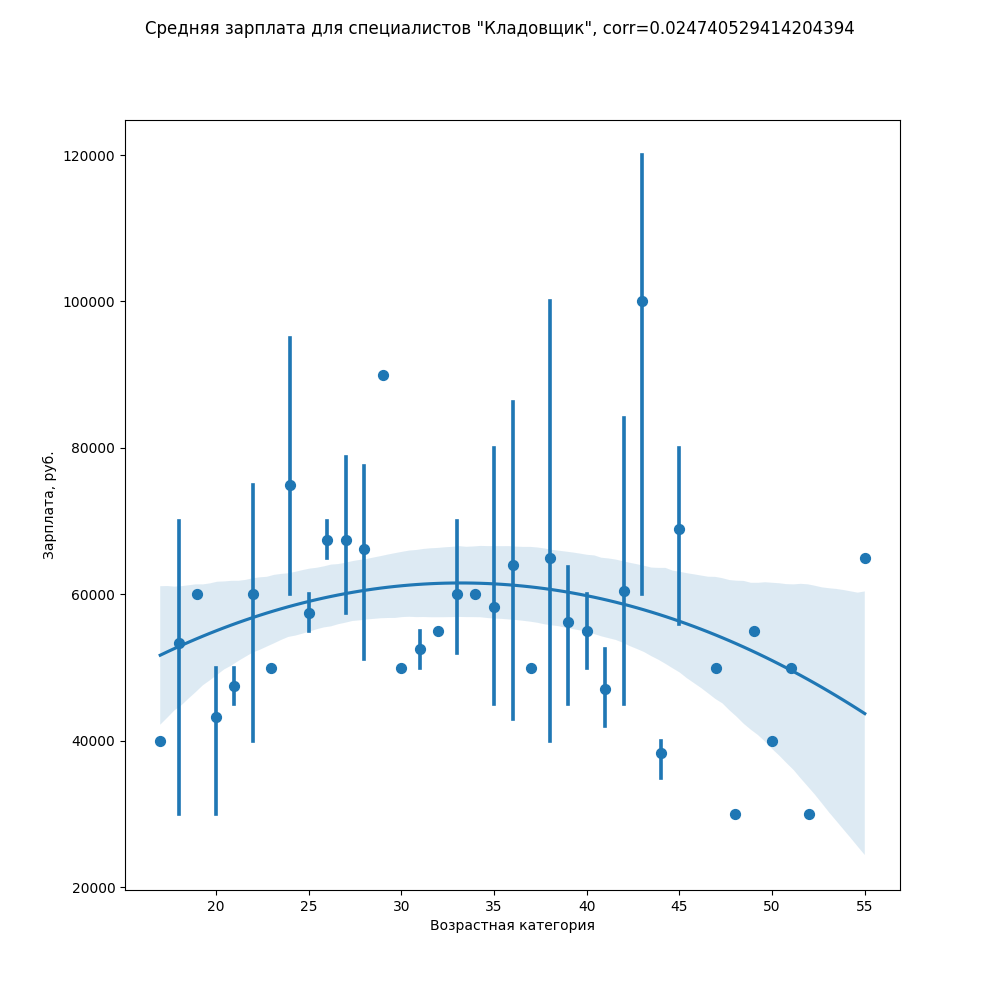 Средняя зарплата для специалистов "Кладовщик", corr=0.024740529414204394
120000
100000
80000
60000
40000
20000
Зарплата, руб.
20 25 30 35 40 45 50 55
Возрастная категория